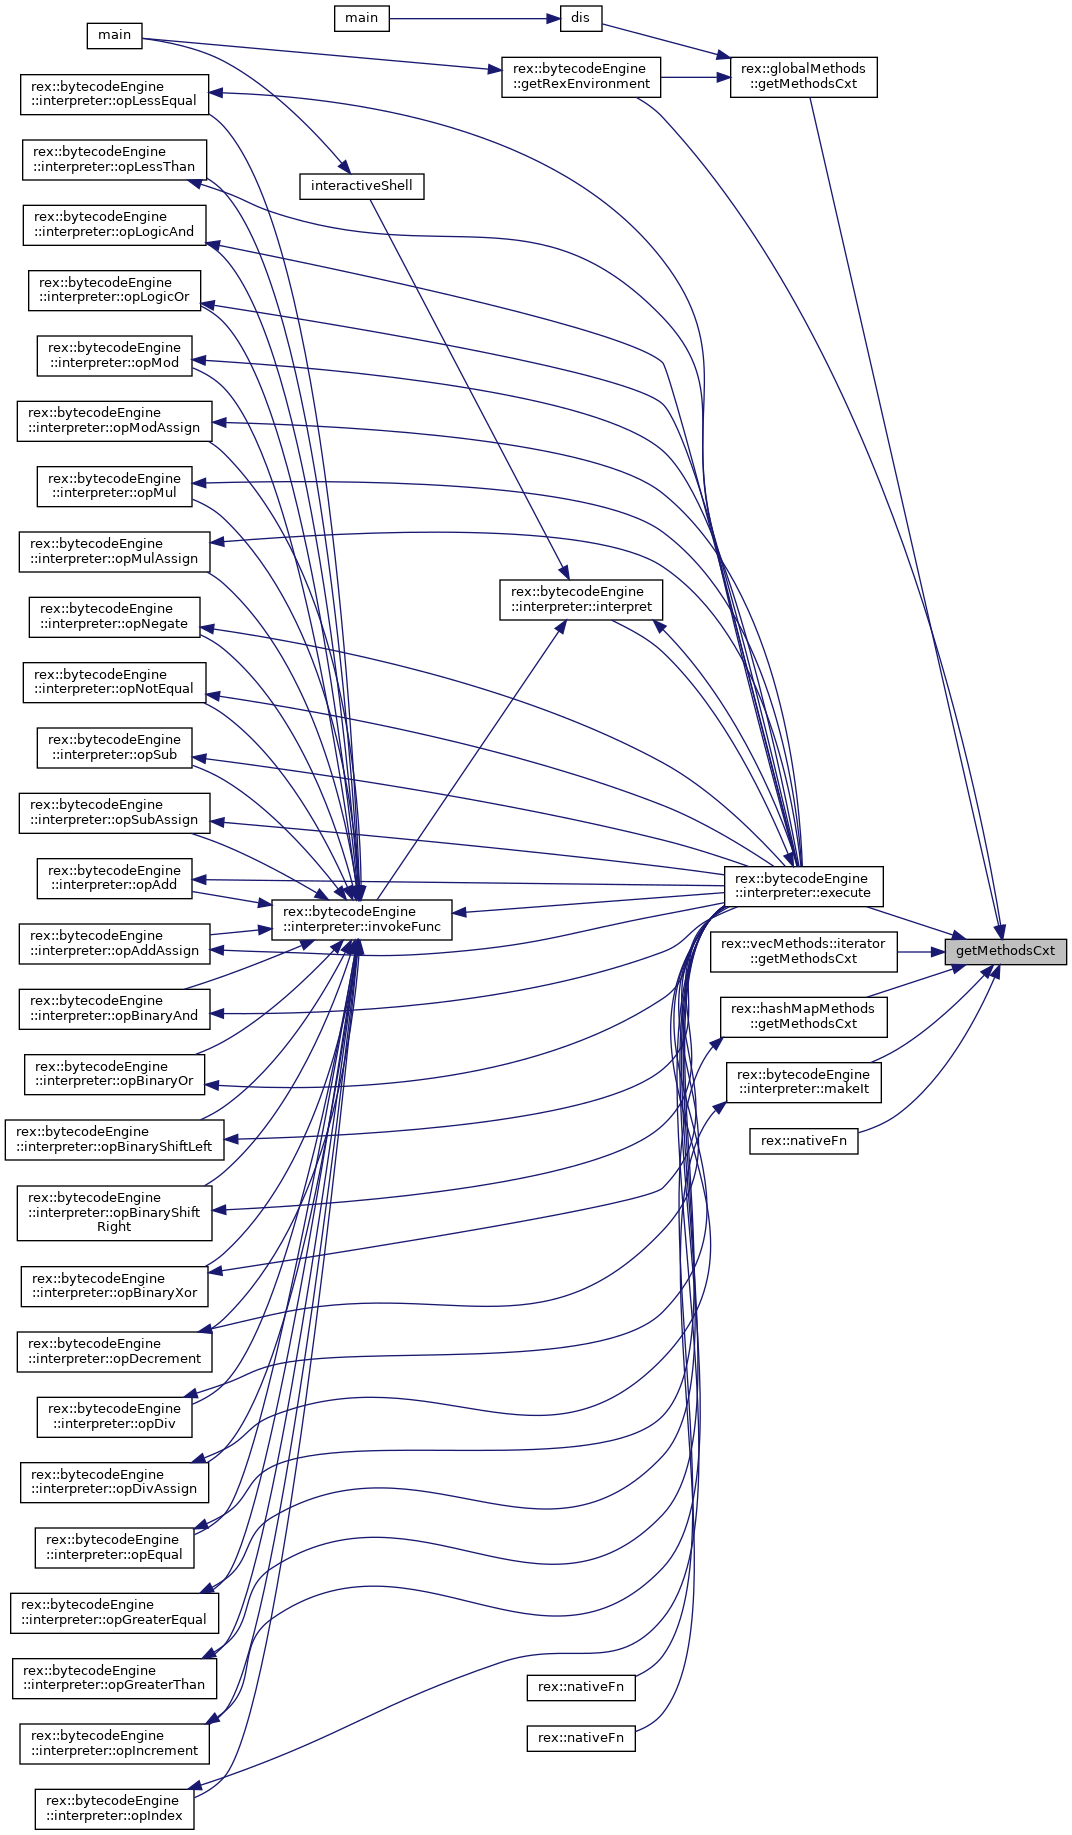 main
dis
main
rex::bytecodeEngine
::getRexEnvironment
rex::globalMethods
::getMethodsCxt
rex::bytecodeEngine
::interpreter::opLessEqual
rex::bytecodeEngine
::interpreter::opLessThan
interactiveShell
rex::bytecodeEngine
::interpreter::opLogicAnd
rex::bytecodeEngine
::interpreter::opLogicOr
rex::bytecodeEngine
::interpreter::opMod
rex::bytecodeEngine
::interpreter::opModAssign
rex::bytecodeEngine
::interpreter::opMul
rex::bytecodeEngine
::interpreter::opMulAssign
rex::bytecodeEngine
::interpreter::interpret
rex::bytecodeEngine
::interpreter::opNegate
rex::bytecodeEngine
::interpreter::opNotEqual
rex::bytecodeEngine
::interpreter::opSub
rex::bytecodeEngine
::interpreter::opSubAssign
rex::bytecodeEngine
::interpreter::opAdd
rex::bytecodeEngine
::interpreter::execute
rex::bytecodeEngine
::interpreter::invokeFunc
rex::bytecodeEngine
::interpreter::opAddAssign
rex::vecMethods::iterator
::getMethodsCxt
getMethodsCxt
rex::bytecodeEngine
::interpreter::opBinaryAnd
rex::hashMapMethods
::getMethodsCxt
rex::bytecodeEngine
::interpreter::opBinaryOr
rex::bytecodeEngine
::interpreter::makeIt
rex::bytecodeEngine
::interpreter::opBinaryShiftLeft
rex::nativeFn
rex::bytecodeEngine
::interpreter::opBinaryShift
Right
rex::bytecodeEngine
::interpreter::opBinaryXor
rex::bytecodeEngine
::interpreter::opDecrement
rex::bytecodeEngine
::interpreter::opDiv
rex::bytecodeEngine
::interpreter::opDivAssign
rex::bytecodeEngine
::interpreter::opEqual
rex::bytecodeEngine
::interpreter::opGreaterEqual
rex::bytecodeEngine
::interpreter::opGreaterThan
rex::nativeFn
rex::bytecodeEngine
::interpreter::opIncrement
rex::nativeFn
rex::bytecodeEngine
::interpreter::opIndex